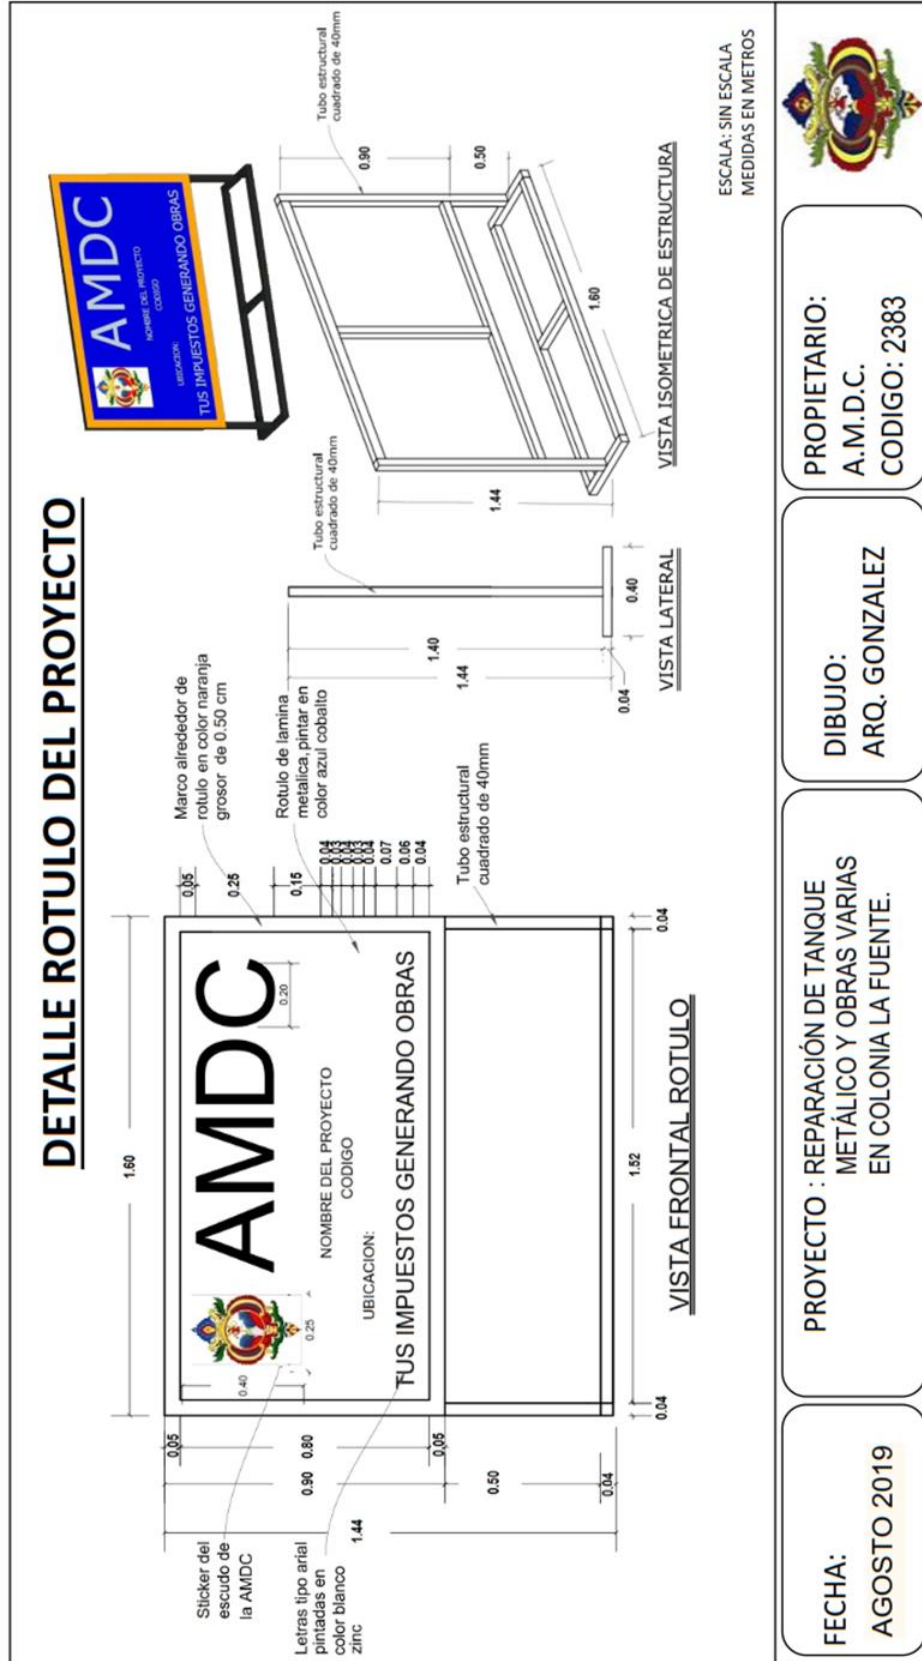 DETALLE ROTULO DEL PROYECTO
1.60
0.05
0.80
0.05
0.90
0.50
0.04
1.44
Sticker del
escudo de
la AMDC
Letras tipo arial
pintadas en
color blanco
zinc
AMDC
0.40
0.25
0.20
NOMBRE DEL PROYECTO
CODIGO
UBICACION:
TUS IMPUESTOS GENERANDO OBRAS
0.04
1.52
0.04
VISTA FRONTAL ROTULO
0.05
0.25
0.15
0.04
0.03
0.04
0.03
0.04
0.07
0.06
0.04
Marco alrededor de
rotulo en color naranja
grosor de 0.50 cm
Rotulo de lamina
metalica, pintar en
color azul cobalto
Tubo estructural
cuadrado de 40mm
1.40
1.44
0.04
0.40
VISTA LATERAL
Tubo estructural
cuadrado de 40mm
AMDC
NOMBRE DEL PROYECTO
CODIGO
UBICACION:
TUS IMPUESTOS GENERANDO OBRAS
Tubo estructural
cuadrado de 40mm
0.90
0.50
1.44
1.60
VISTA ISOMETRICA DE ESTRUCTURA
ESCALA: SIN ESCALA
MEDIDAS EN METROS
FECHA:
AGOSTO 2019
PROYECTO : REPARACIÓN DE TANQUE
METÁLICO Y OBRAS VARIAS
EN COLONIA LA FUENTE.
DIBUJO:
ARQ. GONZALEZ
PROPIETARIO:
A.M.D.C.
CODIGO: 2383